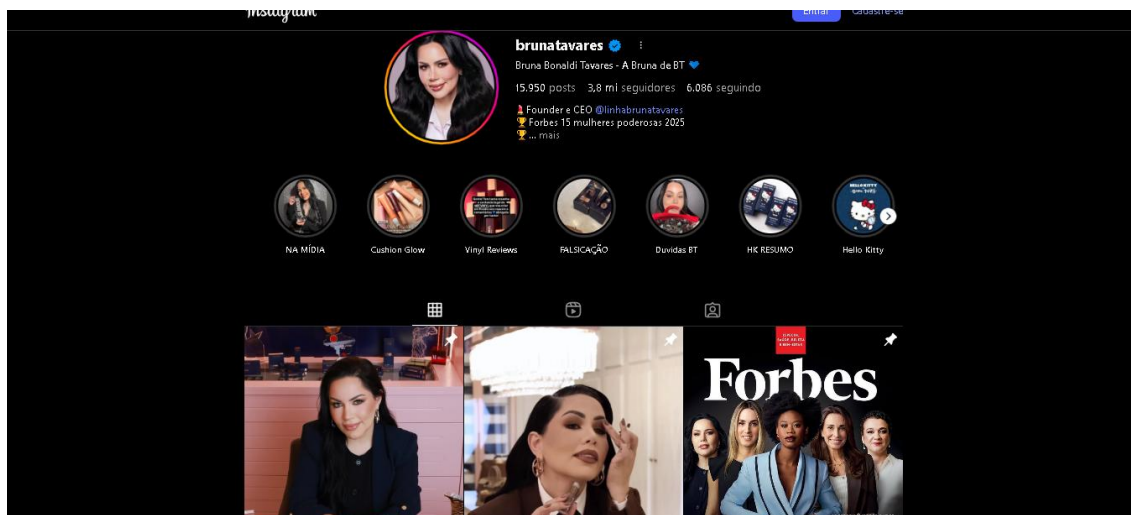 Instagram
Entrar
Cadastre-se
brunatavares
Bruna Bonaldi Tavares - A Bruna de BT 💙
15.950 posts 3,8 mi seguidores 6.086 seguindo
💄Founder e CEO @linhabrunatavares
🏆Forbes 15 mulheres poderosas 2025
🏆... mais
NA MÍDIA
Cushion Glow
Vinyl Reviews
FALSICAÇÃO
Duvidas BT
HK RESUMO
Hello Kitty
Forbes